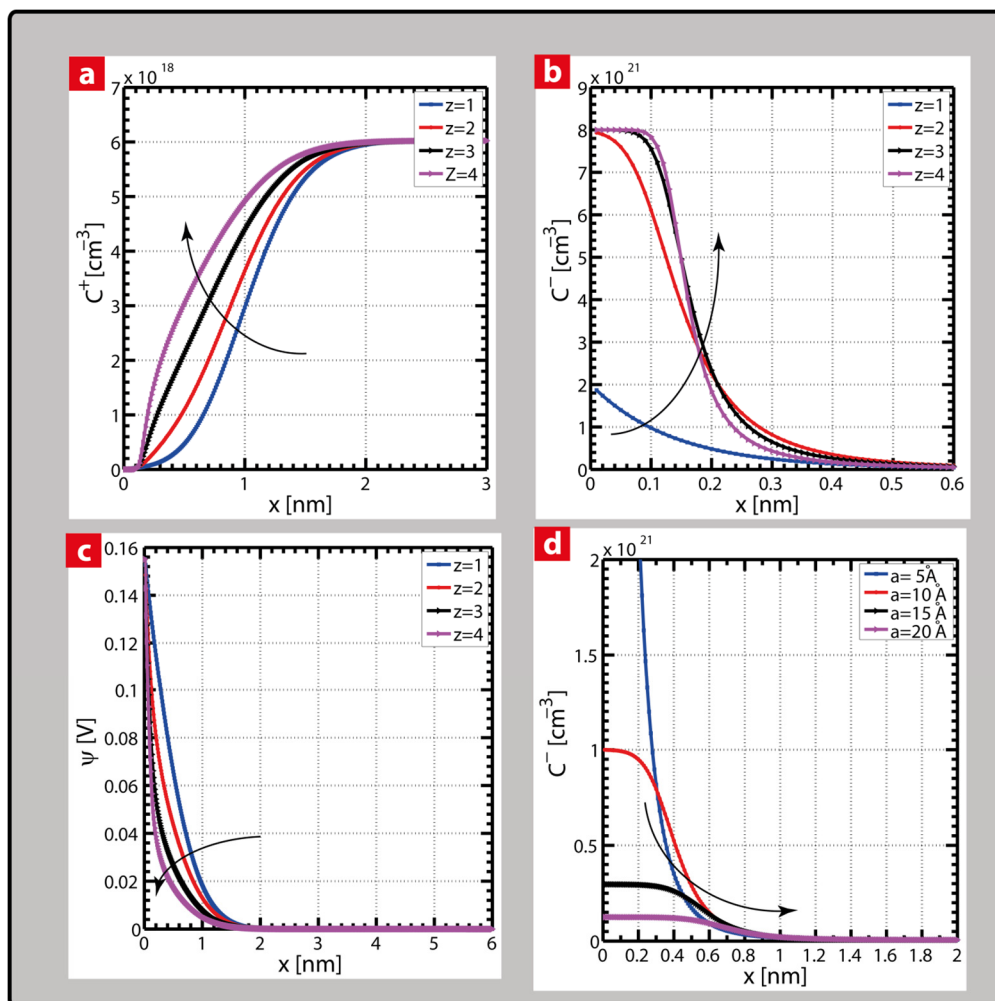 a
x 10 18
7
6
5
4
3
2
1
0
C+ [cm-3]
0 1 2 3
x [nm]
z=1
z=2
z=3
Z=4
b
x 10 21
9
8
7
6
5
4
3
2
1
0
C- [cm-3]
0 0.1 0.2 0.3 0.4 0.5 0.6
x [nm]
z=1
z=2
z=3
z=4
c
0.16
0.14
0.12
0.1
0.08
0.06
0.04
0.02
0
ψ [V]
0 1 2 3 4 5 6
x [nm]
z=1
z=2
z=3
z=4
d
x 10 21
2
1.5
1
0.5
0
C- [cm-3]
0 0.2 0.4 0.6 0.8 1 1.2 1.4 1.6 1.8 2
x [nm]
a= 5Å
a=10 Å
a=15 Å
a=20 Å